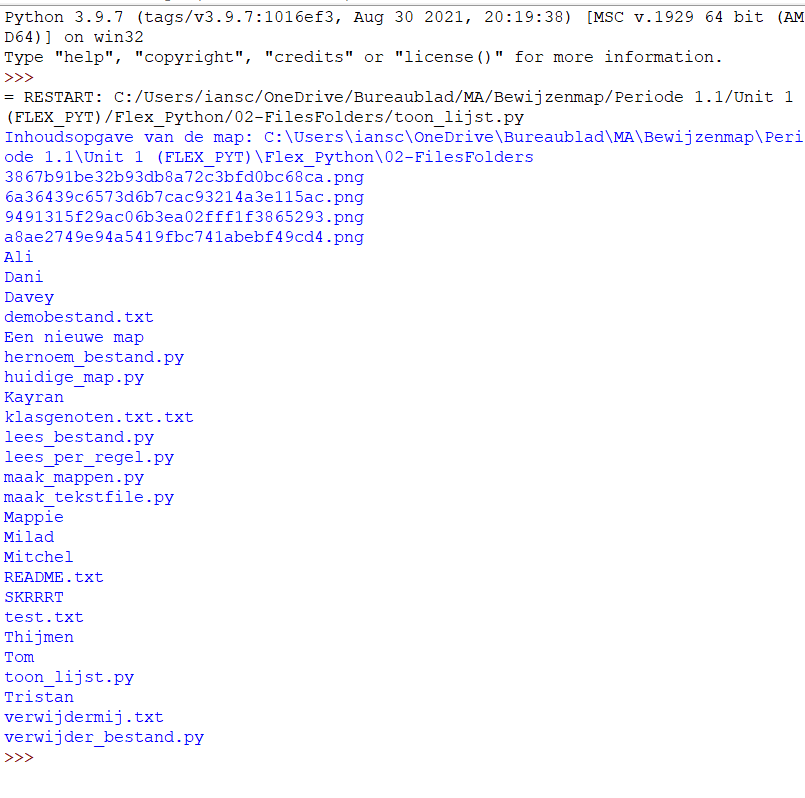 Python 3.9.7 (tags/v3.9.7:1016ef3, Aug 30 2021, 20:19:38) [MSC v.1929 64 bit (AM
D64)] on win32
Type "help", "copyright", "credits" or "license()" for more information.
>>>
= RESTART: C:/Users/iansc/OneDrive/Bureaublad/MA/Bewijzenmap/Periode 1.1/Unit 1
(FLEX_PYT)/Flex_Python/02-FilesFolders/toon_lijst.py
Inhoudsopgave van de map: C:\Users\iansc\OneDrive\Bureaublad\MA\Bewijzenmap\Peri
ode 1.1\Unit 1 (FLEX_PYT)\Flex_Python\02-FilesFolders
3867b91be32b93db8a72c3bfd0bc68ca.png
6a36439c6573d6b7cac93214a3e115ac.png
9491315f29ac06b3ea02fff1f3865293.png
a8ae2749e94a5419fbc741abebf49cd4.png
Ali
Dani
Davey
demobestand.txt
Een nieuwe map
hernoem_bestand.py
huidige_map.py
Kayran
klasgenoten.txt.txt
lees_bestand.py
lees_per_regel.py
maak_mappen.py
maak_tekstfile.py
Mappie
Milad
Mitchel
README.txt
SKRRRT
test.txt
Thijmen
Tom
toon_lijst.py
Tristan
verwijdermij.txt
verwijder_bestand.py
>>>